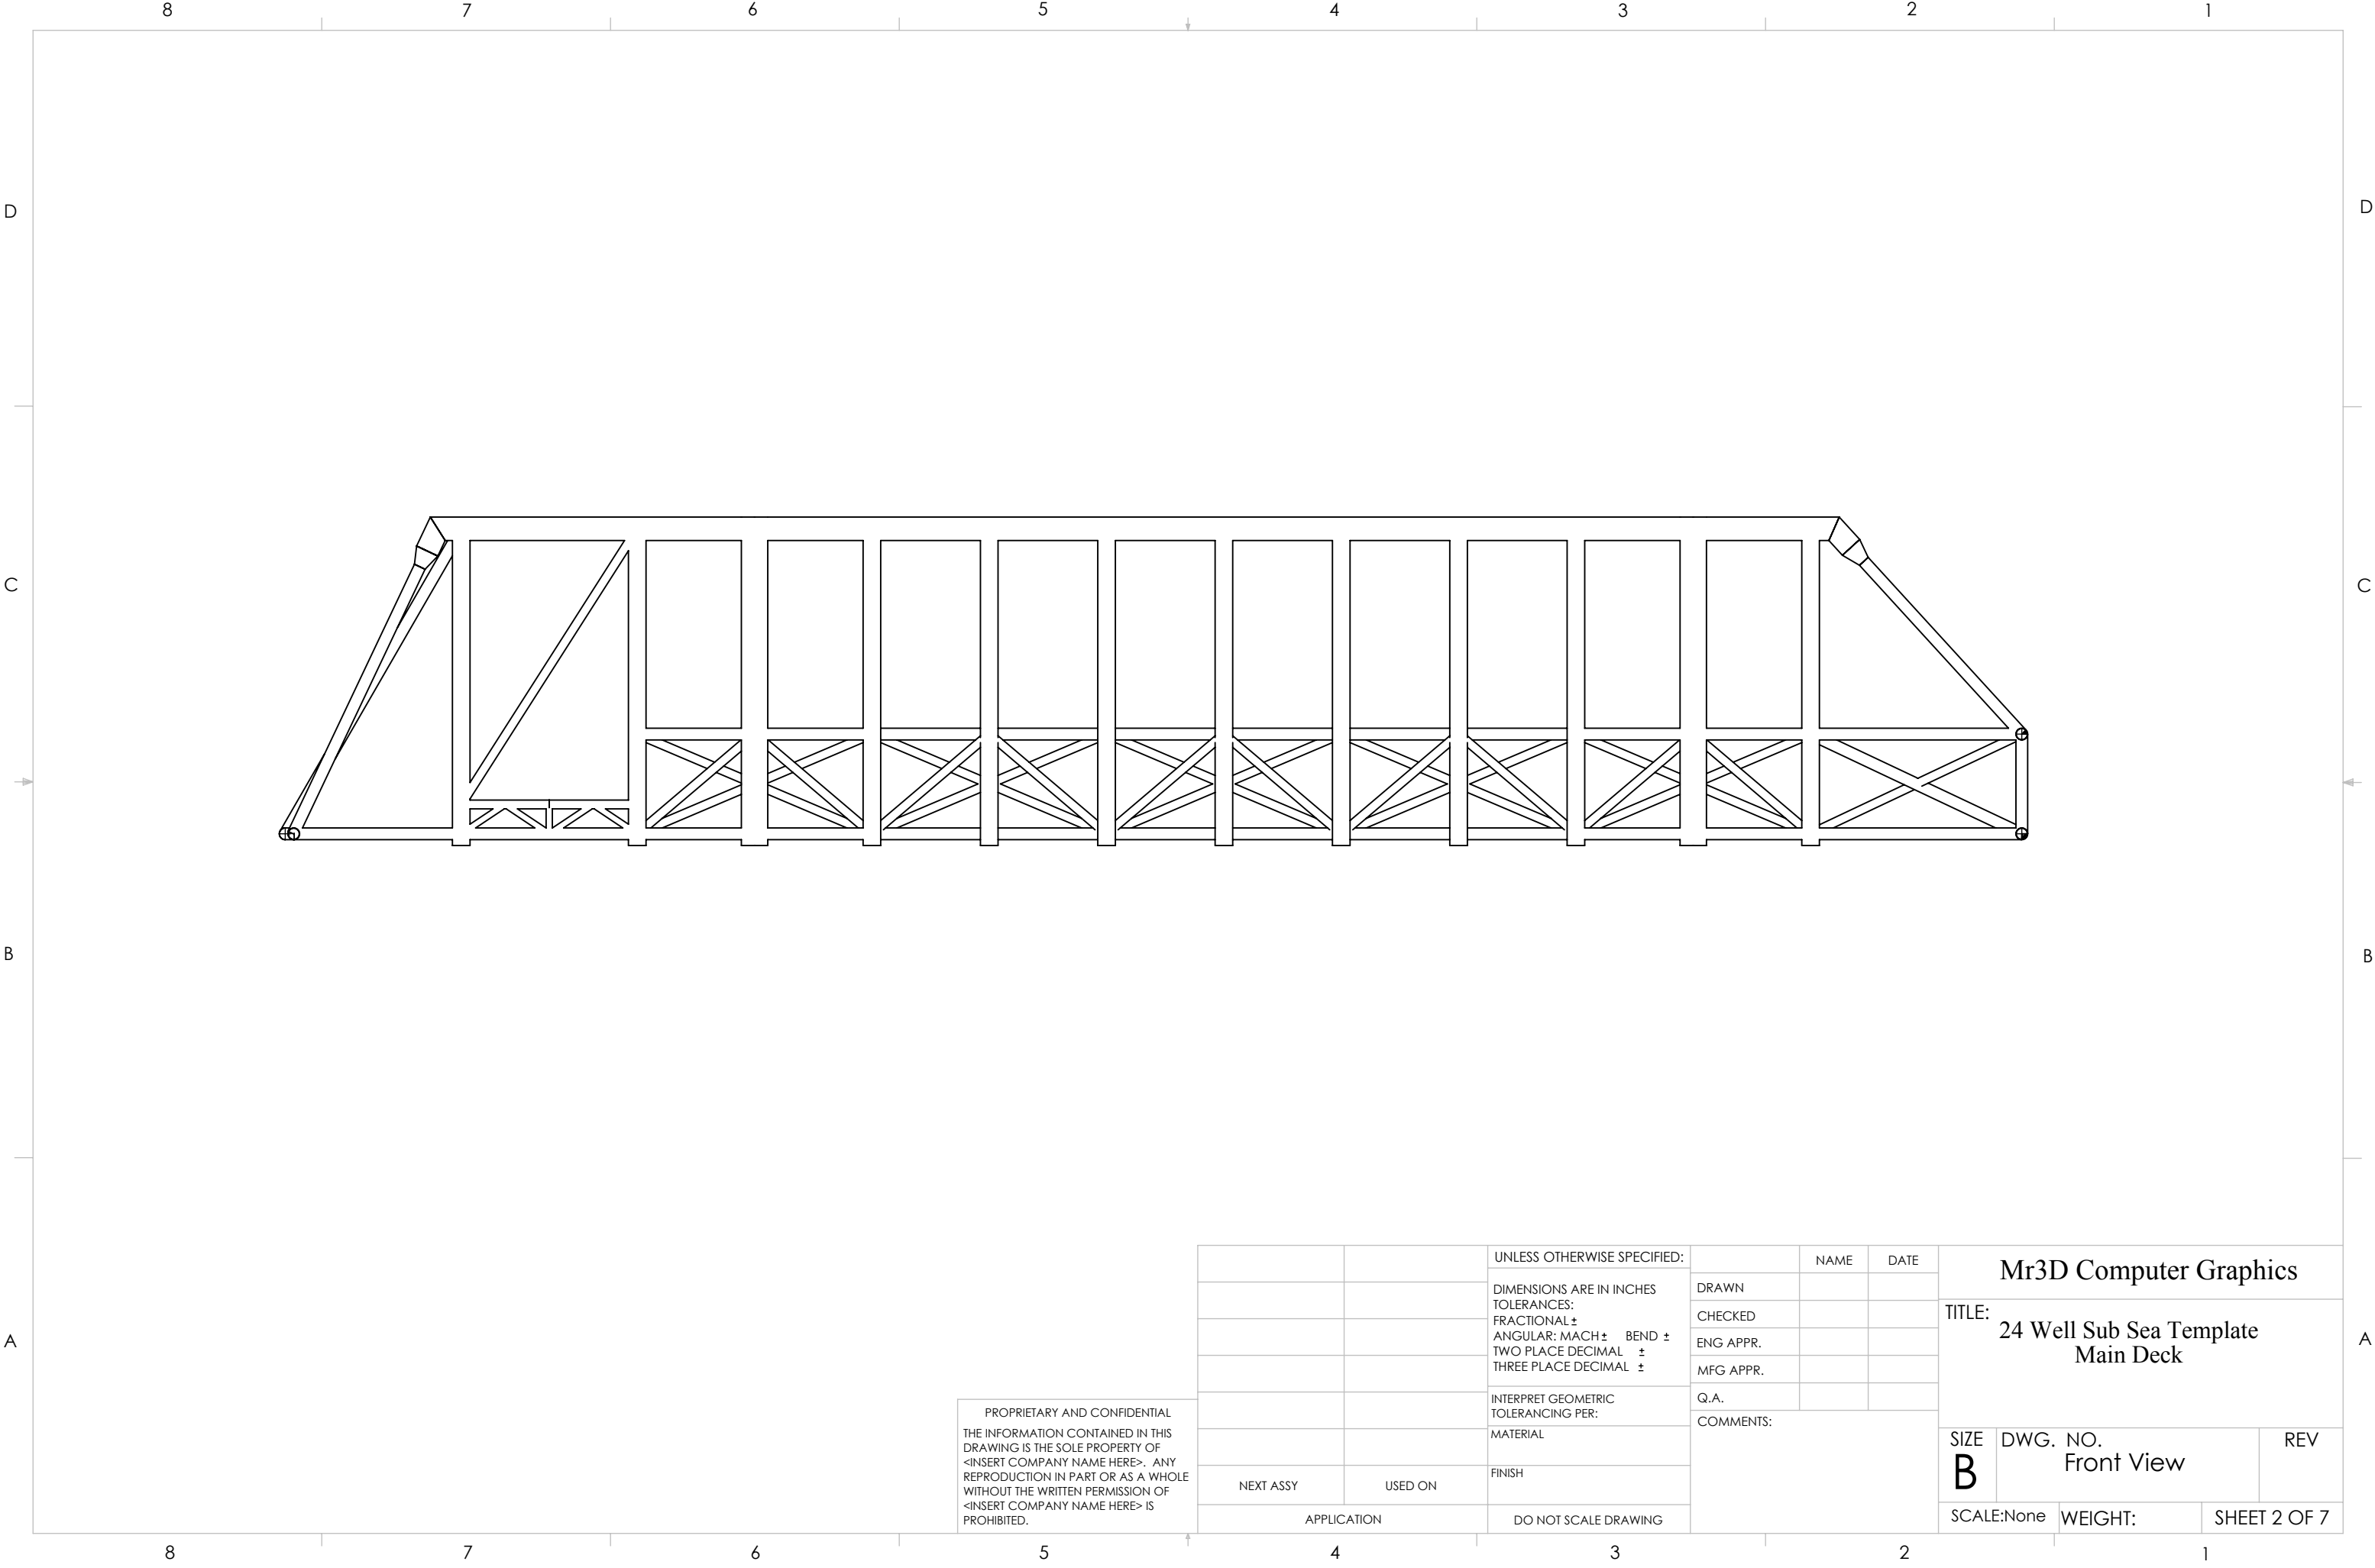 8 7 6 5 4 3 2 1
D D
C C
B B
A A
UNLESS OTHERWISE SPECIFIED:
DIMENSIONS ARE IN INCHES
TOLERANCES:
FRACTIONAL ±
ANGULAR: MACH ± BEND ±
TWO PLACE DECIMAL ±
THREE PLACE DECIMAL ±
INTERPRET GEOMETRIC
TOLERANCING PER:
MATERIAL
FINISH
DO NOT SCALE DRAWING
NAME DATE
DRAWN
CHECKED
ENG APPR.
MFG APPR.
Q.A.
COMMENTS:
Mr3D Computer Graphics
TITLE:
24 Well Sub Sea Template
Main Deck
SIZE
B
DWG. NO.
Front View
REV
SCALE:None WEIGHT: SHEET 2 OF 7
PROPRIETARY AND CONFIDENTIAL
THE INFORMATION CONTAINED IN THIS
DRAWING IS THE SOLE PROPERTY OF
<INSERT COMPANY NAME HERE>. ANY
REPRODUCTION IN PART OR AS A WHOLE
WITHOUT THE WRITTEN PERMISSION OF
<INSERT COMPANY NAME HERE> IS
PROHIBITED.
NEXT ASSY USED ON
APPLICATION
8 7 6 5 4 3 2 1